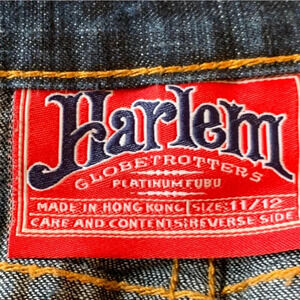 Harlem
GLOBETROTTERS
PLATINUM FUBU
MADE IN HONG KONG SIZE: 11/12
CARE AND CONTENTS: REVERSE SIDE